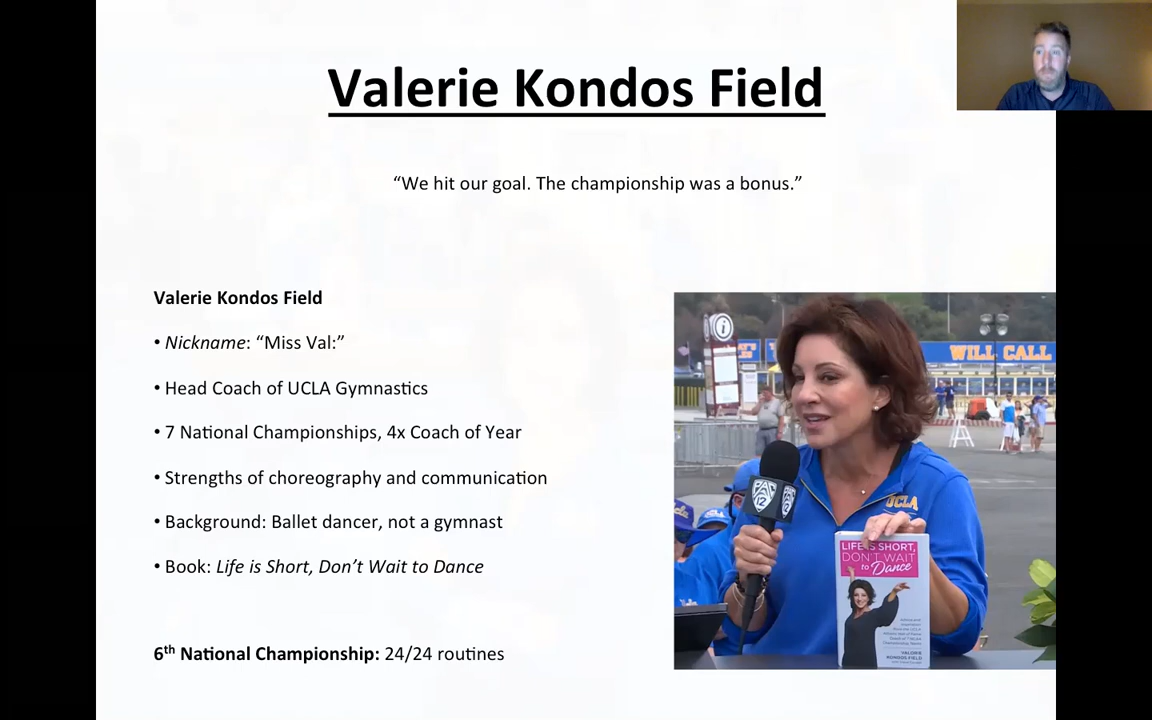 Valerie Kondos Field
“We hit our goal. The championship was a bonus.”
Valerie Kondos Field
• Nickname: “Miss Val:”
• Head Coach of UCLA Gymnastics
• 7 National Championships, 4x Coach of Year
• Strengths of choreography and communication
• Background: Ballet dancer, not a gymnast
• Book: Life is Short, Don’t Wait to Dance
6th National Championship: 24/24 routines
WILL CALL
UCLA
PAC
12
LIFE IS SHORT,
DON'T WAIT
to Dance
VALORIE
KONDOS FIELD